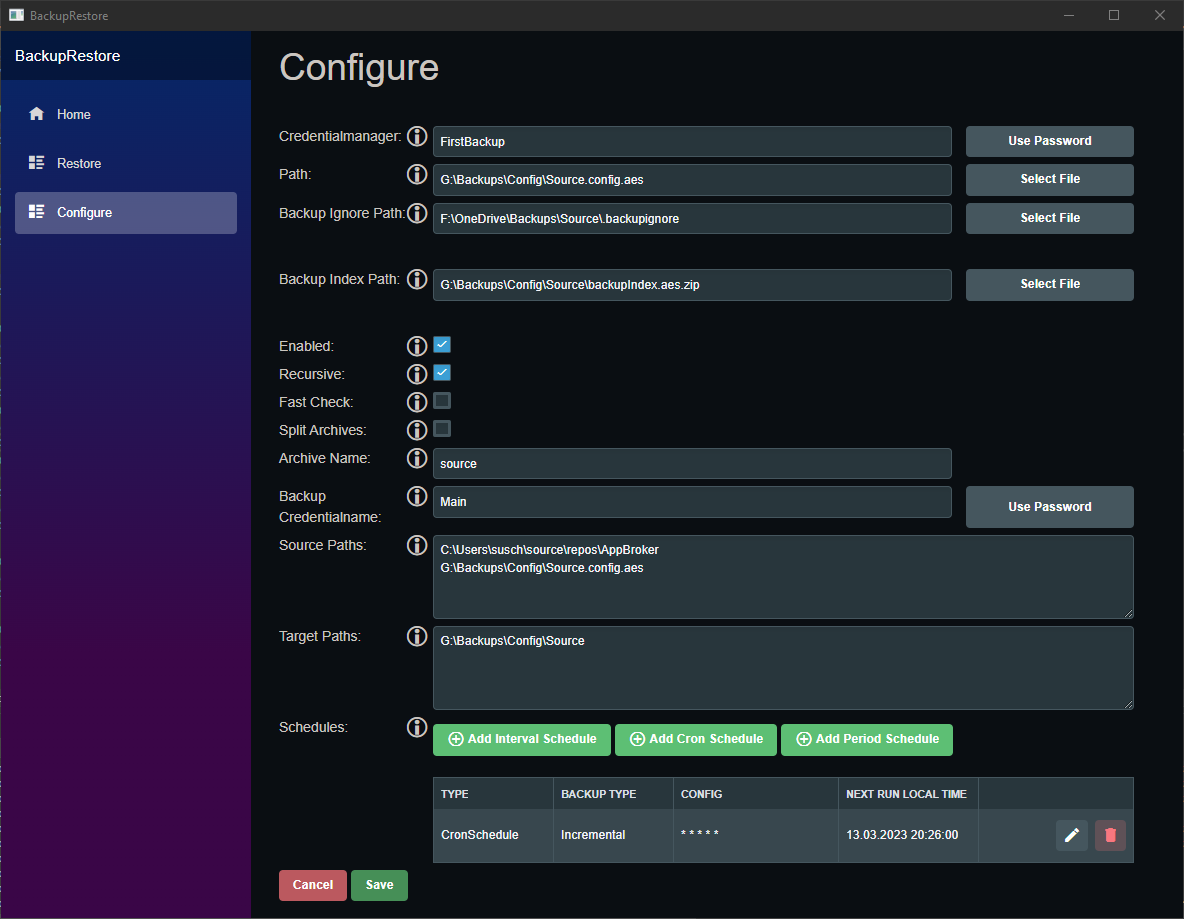 BackupRestore
BackupRestore
Home
Restore
Configure
Configure
Credentialmanager: FirstBackup Use Password
Path: G:\Backups\Config\Source.config.aes Select File
Backup Ignore Path: F:\OneDrive\Backups\Source\.backupignore Select File
Backup Index Path: G:\Backups\Config\Source\backupIndex.aes.zip Select File
Enabled:
Recursive:
Fast Check:
Split Archives:
Archive Name: source
Backup
Credentialname: Main Use Password
Source Paths: C:\Users\susch\source\repos\AppBroker
G:\Backups\Config\Source.config.aes
Target Paths: G:\Backups\Config\Source
Schedules: Add Interval Schedule Add Cron Schedule Add Period Schedule
TYPE BACKUP TYPE CONFIG NEXT RUN LOCAL TIME
CronSchedule Incremental * * * * * 13.03.2023 20:26:00
Cancel Save